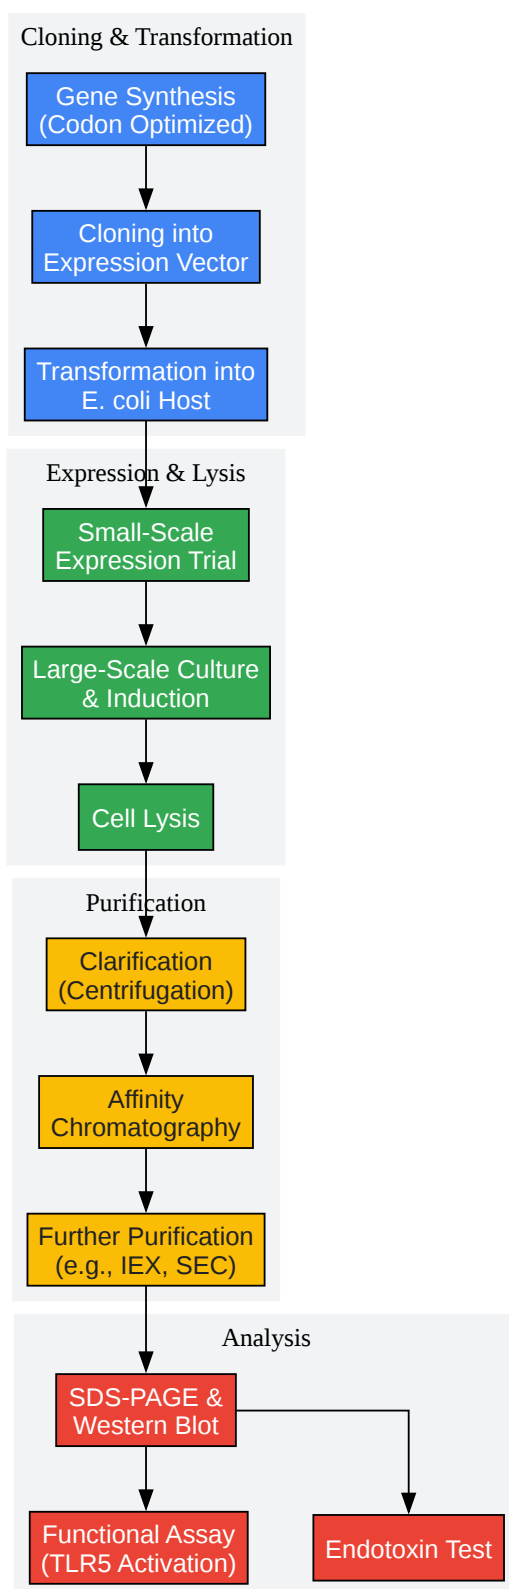 Cloning & Transformation
Gene Synthesis
(Codon Optimized)
Cloning into
Expression Vector
Transformation into
E. coli Host
Expression & Lysis
Small-Scale
Expression Trial
Large-Scale Culture
& Induction
Cell Lysis
Purification
Clarification
(Centrifugation)
Affinity
Chromatography
Further Purification
(e.g., IEX, SEC)
Analysis
SDS-PAGE &
Western Blot
Functional Assay
(TLR5 Activation)
Endotoxin Test